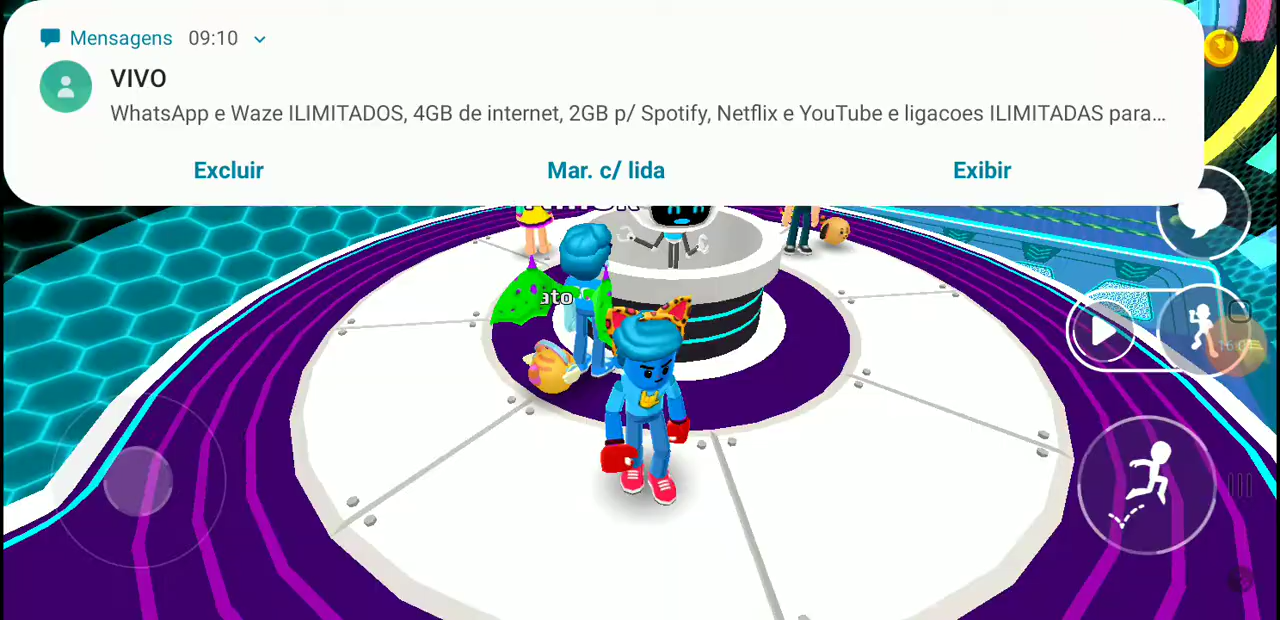 Mensagens 09:10
VIVO
WhatsApp e Waze ILIMITADOS, 4GB de internet, 2GB p/ Spotify, Netflix e YouTube e ligacoes ILIMITADAS para...
Excluir Mar. c/ lida Exibir
ato